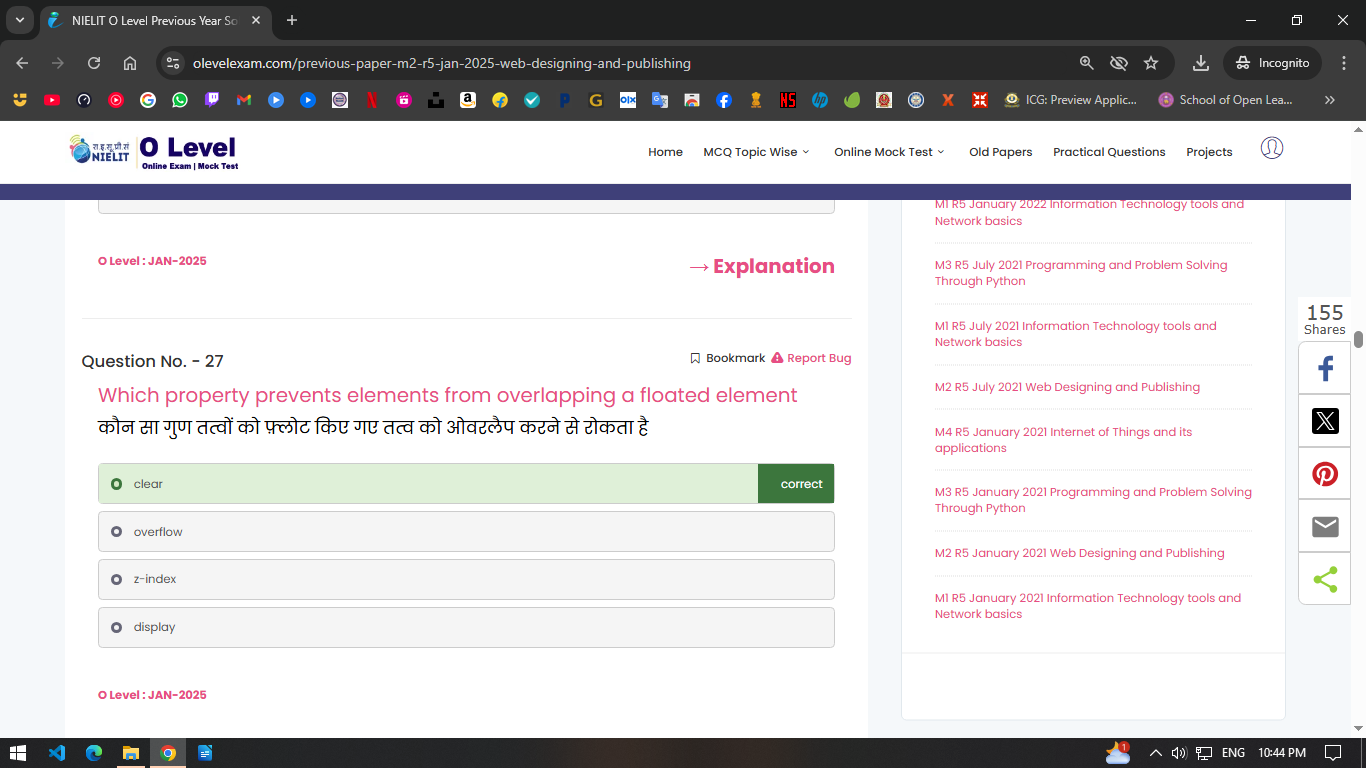 NIELIT O Level Previous Year So
olevelexam.com/previous-paper-m2-r5-jan-2025-web-designing-and-publishing
Incognito
ICG: Preview Applic...
School of Open Lea...
NIELIT
O Level
Online Exam | Mock Test
Home
MCQ Topic Wise
Online Mock Test
Old Papers
Practical Questions
Projects
O Level : JAN-2025
→ Explanation
Question No. - 27
Bookmark
Report Bug
Which property prevents elements from overlapping a floated element
कौन सा गुण तत्वों को फ़्लोट किए गए तत्व को ओवरलैप करने से रोकता है
clear
correct
overflow
z-index
display
O Level : JAN-2025
M1 R5 January 2022 Information Technology tools and
Network basics
M3 R5 July 2021 Programming and Problem Solving
Through Python
M1 R5 July 2021 Information Technology tools and
Network basics
M2 R5 July 2021 Web Designing and Publishing
M4 R5 January 2021 Internet of Things and its
applications
M3 R5 January 2021 Programming and Problem Solving
Through Python
M2 R5 January 2021 Web Designing and Publishing
M1 R5 January 2021 Information Technology tools and
Network basics
155
Shares
1
ENG
10:44 PM